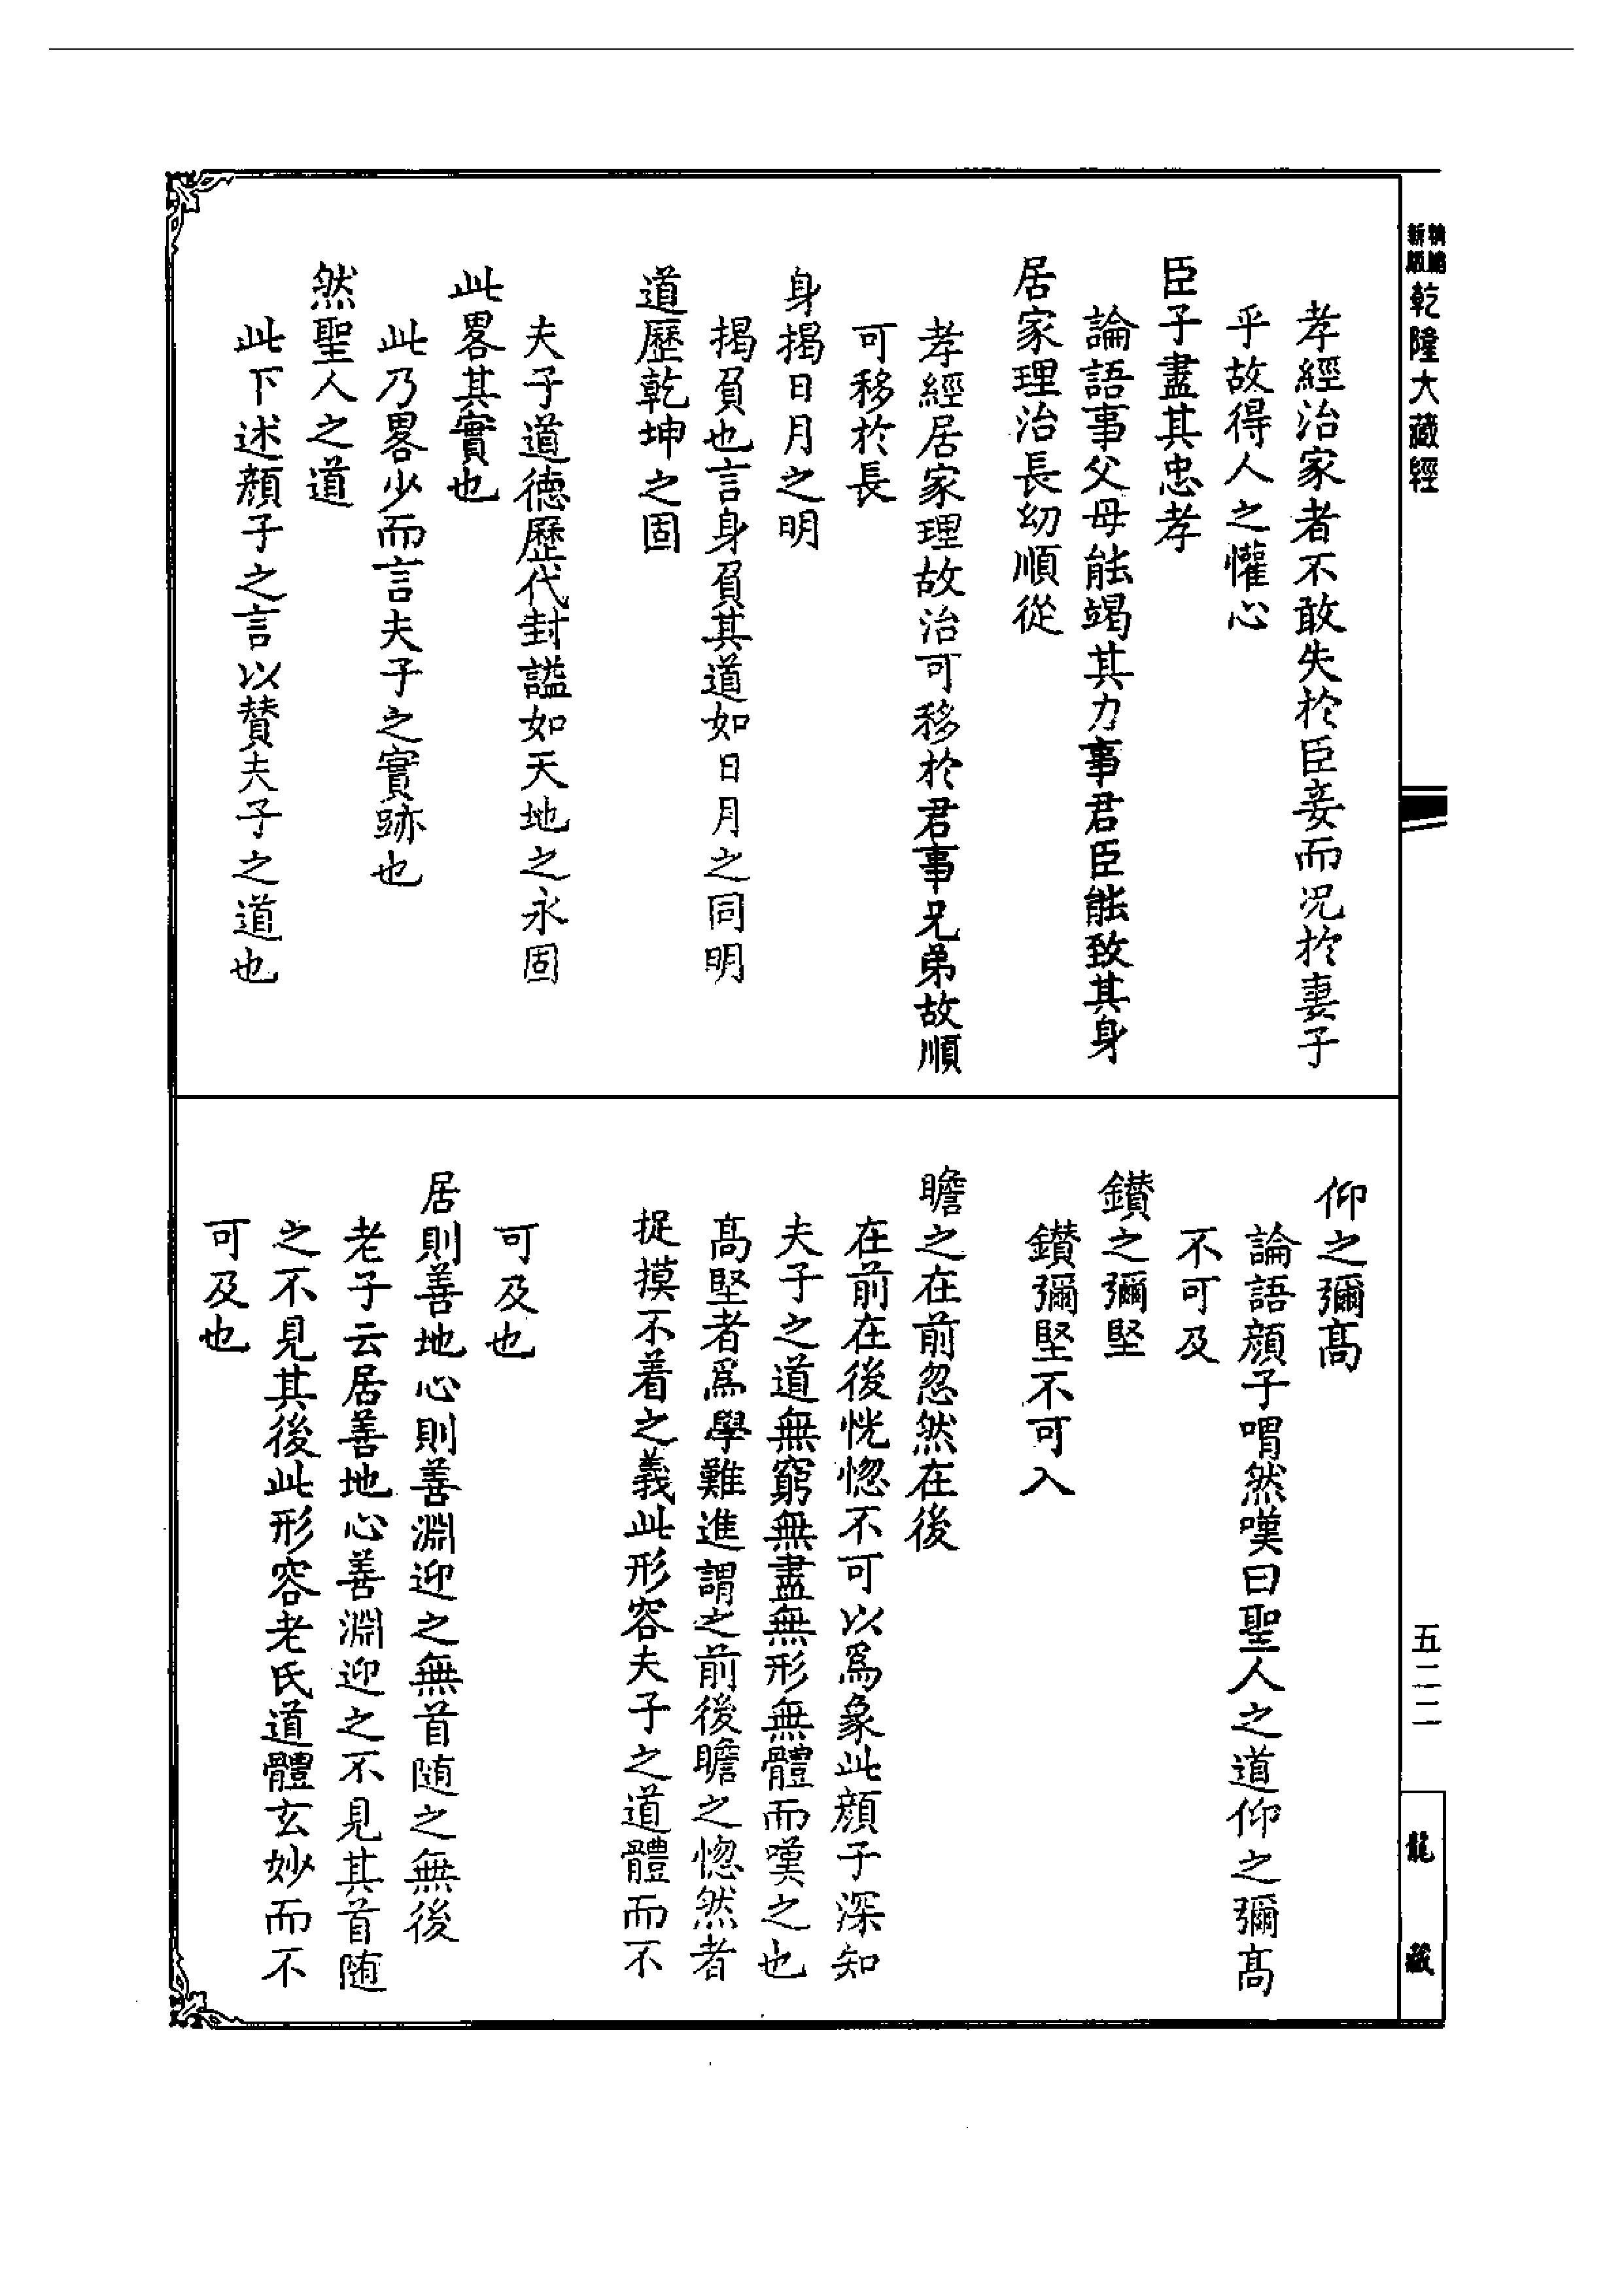 精編
新版
乾隆大藏經
孝經治家者不敢失於臣妾而况於妻子
乎故得人之懽心
臣子盡其忠孝
論語事父母能竭其力事君臣能致其身
居家理治長幼順從
孝經居家理故治可移於君事兄弟故順
可移於長
身揭日月之明
揭負也言身負其道如日月之同明
道歷乾坤之固
夫子道德歷代封諡如天地之永固
此畧其實也
此乃畧少而言夫子之實跡也
然聖人之道
此下述顏子之言以賛夫子之道也
仰之彌高
論語顏子喟然嘆曰聖人之道仰之彌高
不可及
鑚之彌堅
鑚彌堅不可入
瞻之在前忽然在後
在前在後恍惚不可以爲象此顏子深知
夫子之道無窮無盡無形無體而嘆之也
高堅者爲學難進謂之前後瞻之惚然者
捉摸不着之義此形容夫子之道體而不
可及也
居則善地心則善淵迎之無首随之無後
老子云居善地心善淵迎之不見其首随
之不見其後此形容老氏道體玄妙而不
可及也
五二二
龍藏